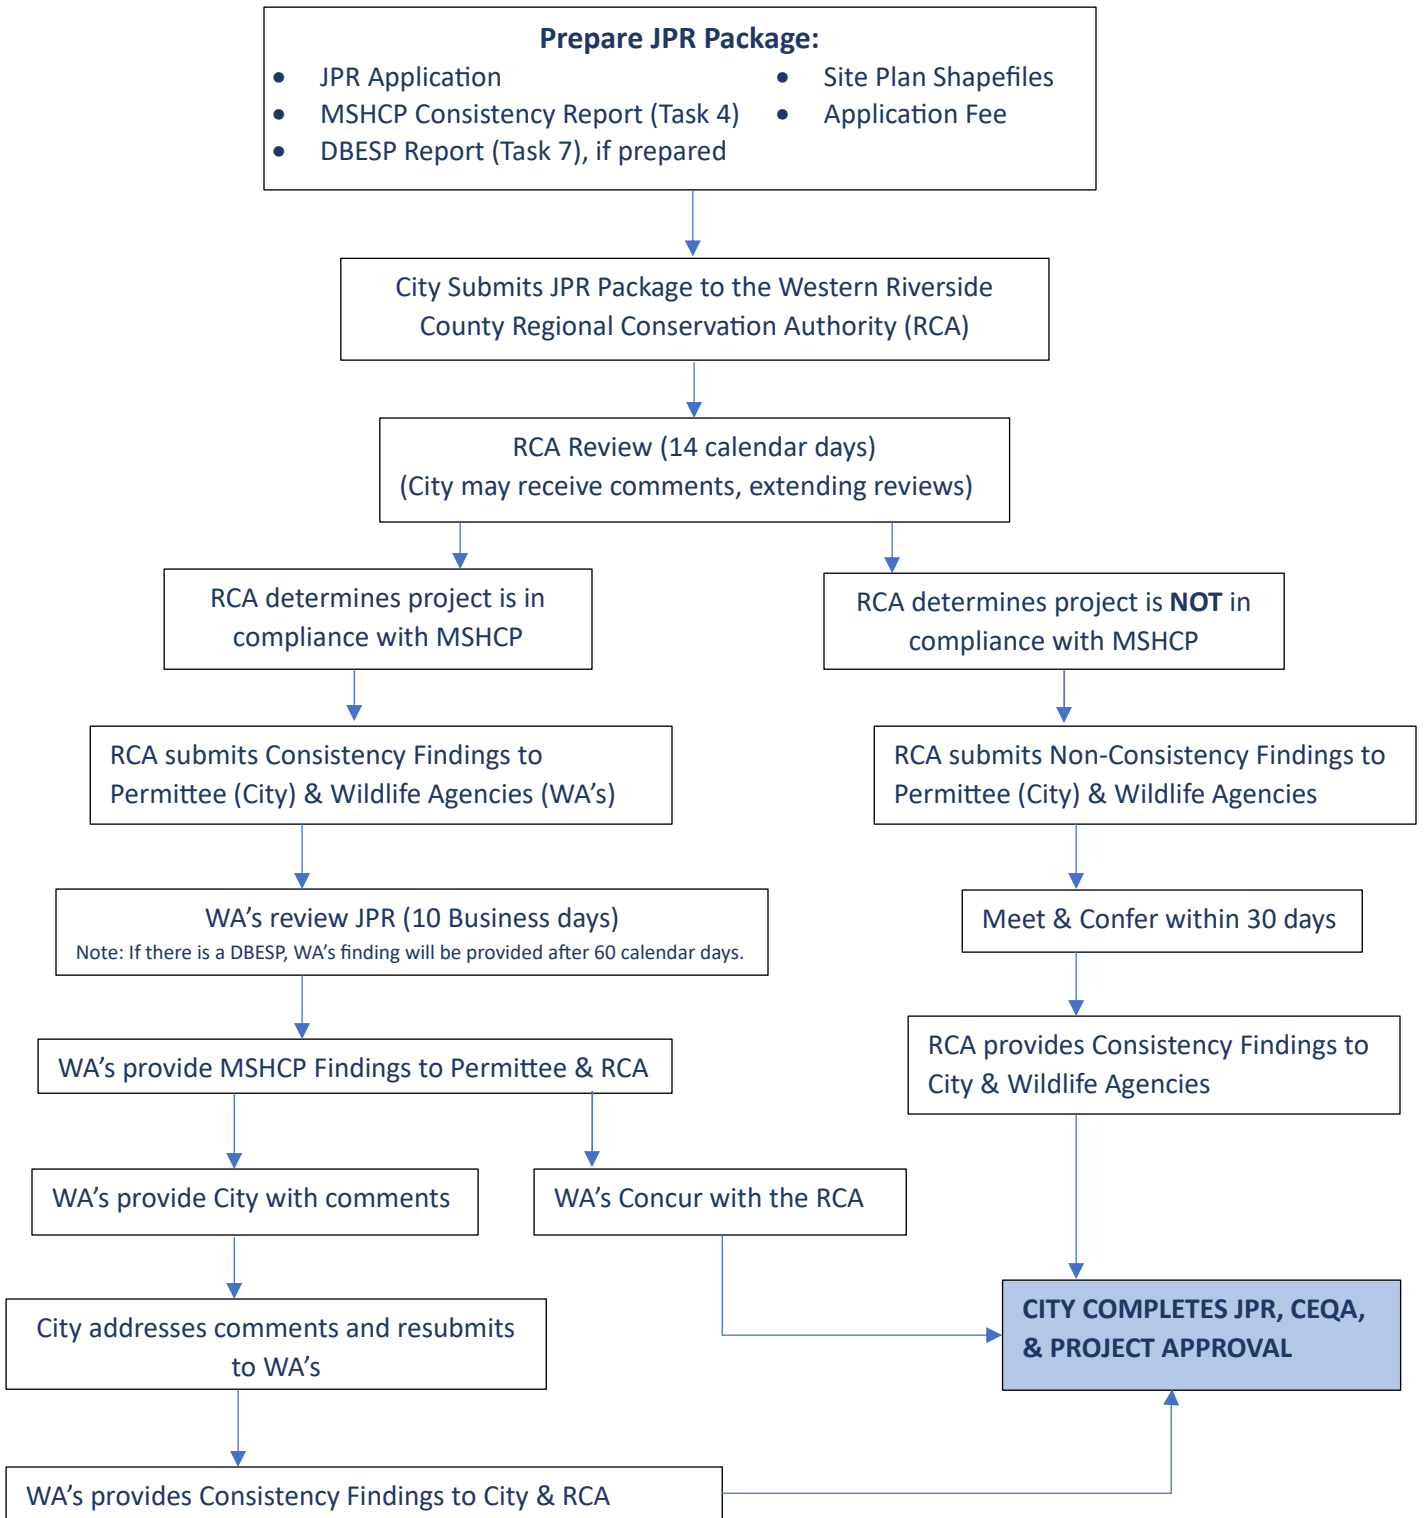 Prepare JPR Package:
• JPR Application
• MSHCP Consistency Report (Task 4)
• DBESP Report (Task 7), if prepared
• Site Plan Shapefiles
• Application Fee
City Submits JPR Package to the Western Riverside
County Regional Conservation Authority (RCA)
RCA Review (14 calendar days)
(City may receive comments, extending reviews)
RCA determines project is in
compliance with MSHCP
RCA determines project is NOT in
compliance with MSHCP
RCA submits Consistency Findings to
Permittee (City) & Wildlife Agencies (WA’s)
RCA submits Non-Consistency Findings to
Permittee (City) & Wildlife Agencies
WA’s review JPR (10 Business days)
Note: If there is a DBESP, WA’s finding will be provided after 60 calendar days.
Meet & Confer within 30 days
WA’s provide MSHCP Findings to Permittee & RCA
RCA provides Consistency Findings to
City & Wildlife Agencies
WA’s provide City with comments
WA’s Concur with the RCA
City addresses comments and resubmits
to WA’s
CITY COMPLETES JPR, CEQA,
& PROJECT APPROVAL
WA’s provides Consistency Findings to City & RCA